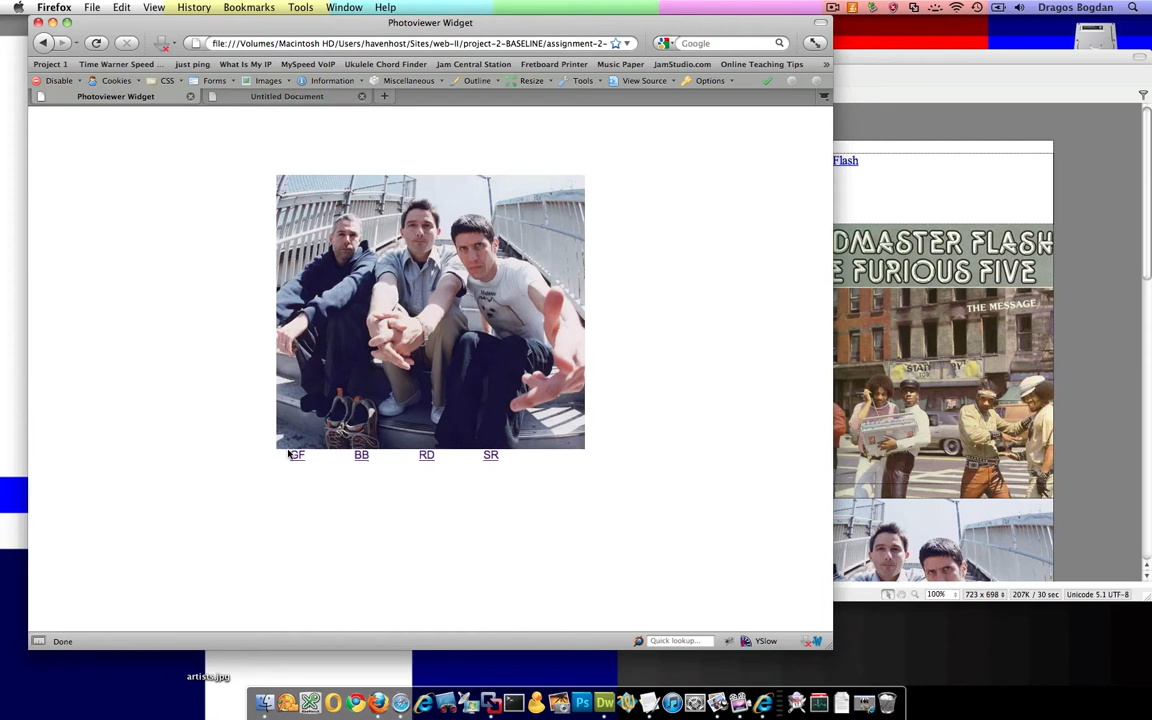 Firefox File Edit View History Bookmarks Tools Window Help Dragos Bogdan
Photoviewer Widget
file:///Volumes/Macintosh HD/Users/havenhost/Sites/web-II/project-2-BASELINE/assignment-2- Google
Project 1 Time Warner Speed ... just ping What Is My IP MySpeed VoIP Ukulele Chord Finder Jam Central Station Fretboard Printer Music Paper JamStudio.com Online Teaching Tips »
Disable Cookies CSS Forms Images Information Miscellaneous Outline Resize Tools View Source Options
Photoviewer Widget Untitled Document
Flash
DMASTER FLASH
E FURIOUS FIVE
THE MESSAGE
GF BB RD SR
100% 723 x 698 207K / 30 sec Unicode 5.1 UTF-8
Done Quick lookup... YSlow
artists.jpg
Ps Dw